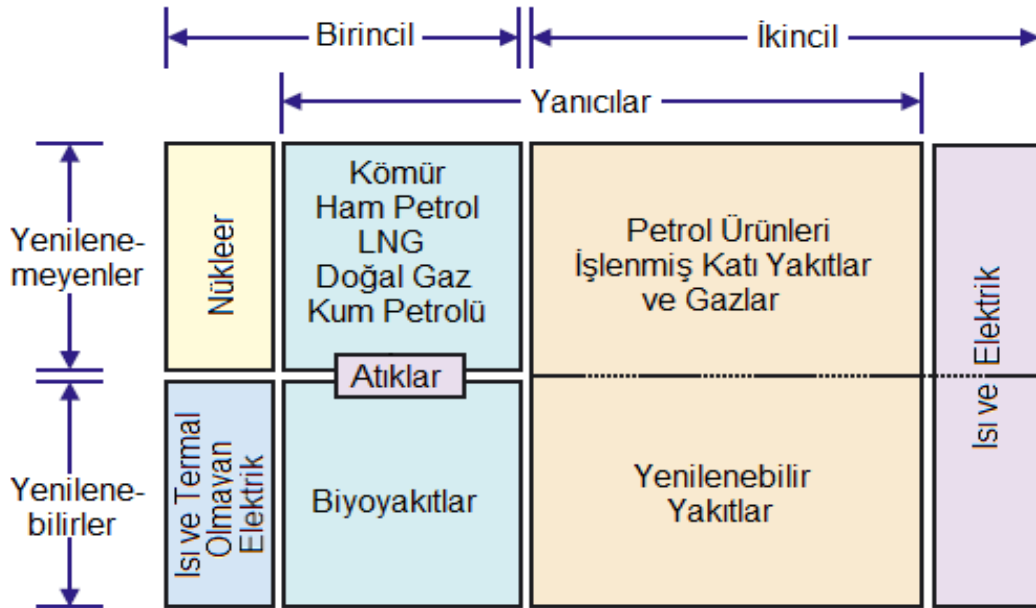 Birincil
İkincil
Yanıcılar
Yenilene-
meyenler
Nükleer
Kömür
Ham Petrol
LNG
Doğal Gaz
Kum Petrolü
Petrol Ürünleri
İşlenmiş Katı Yakıtlar
ve Gazlar
Isı ve Elektrik
Atıklar
Yenilene-
bilirler
Isı ve Termal
Olmayan
Elektrik
Biyoyakıtlar
Yenilenebilir
Yakıtlar